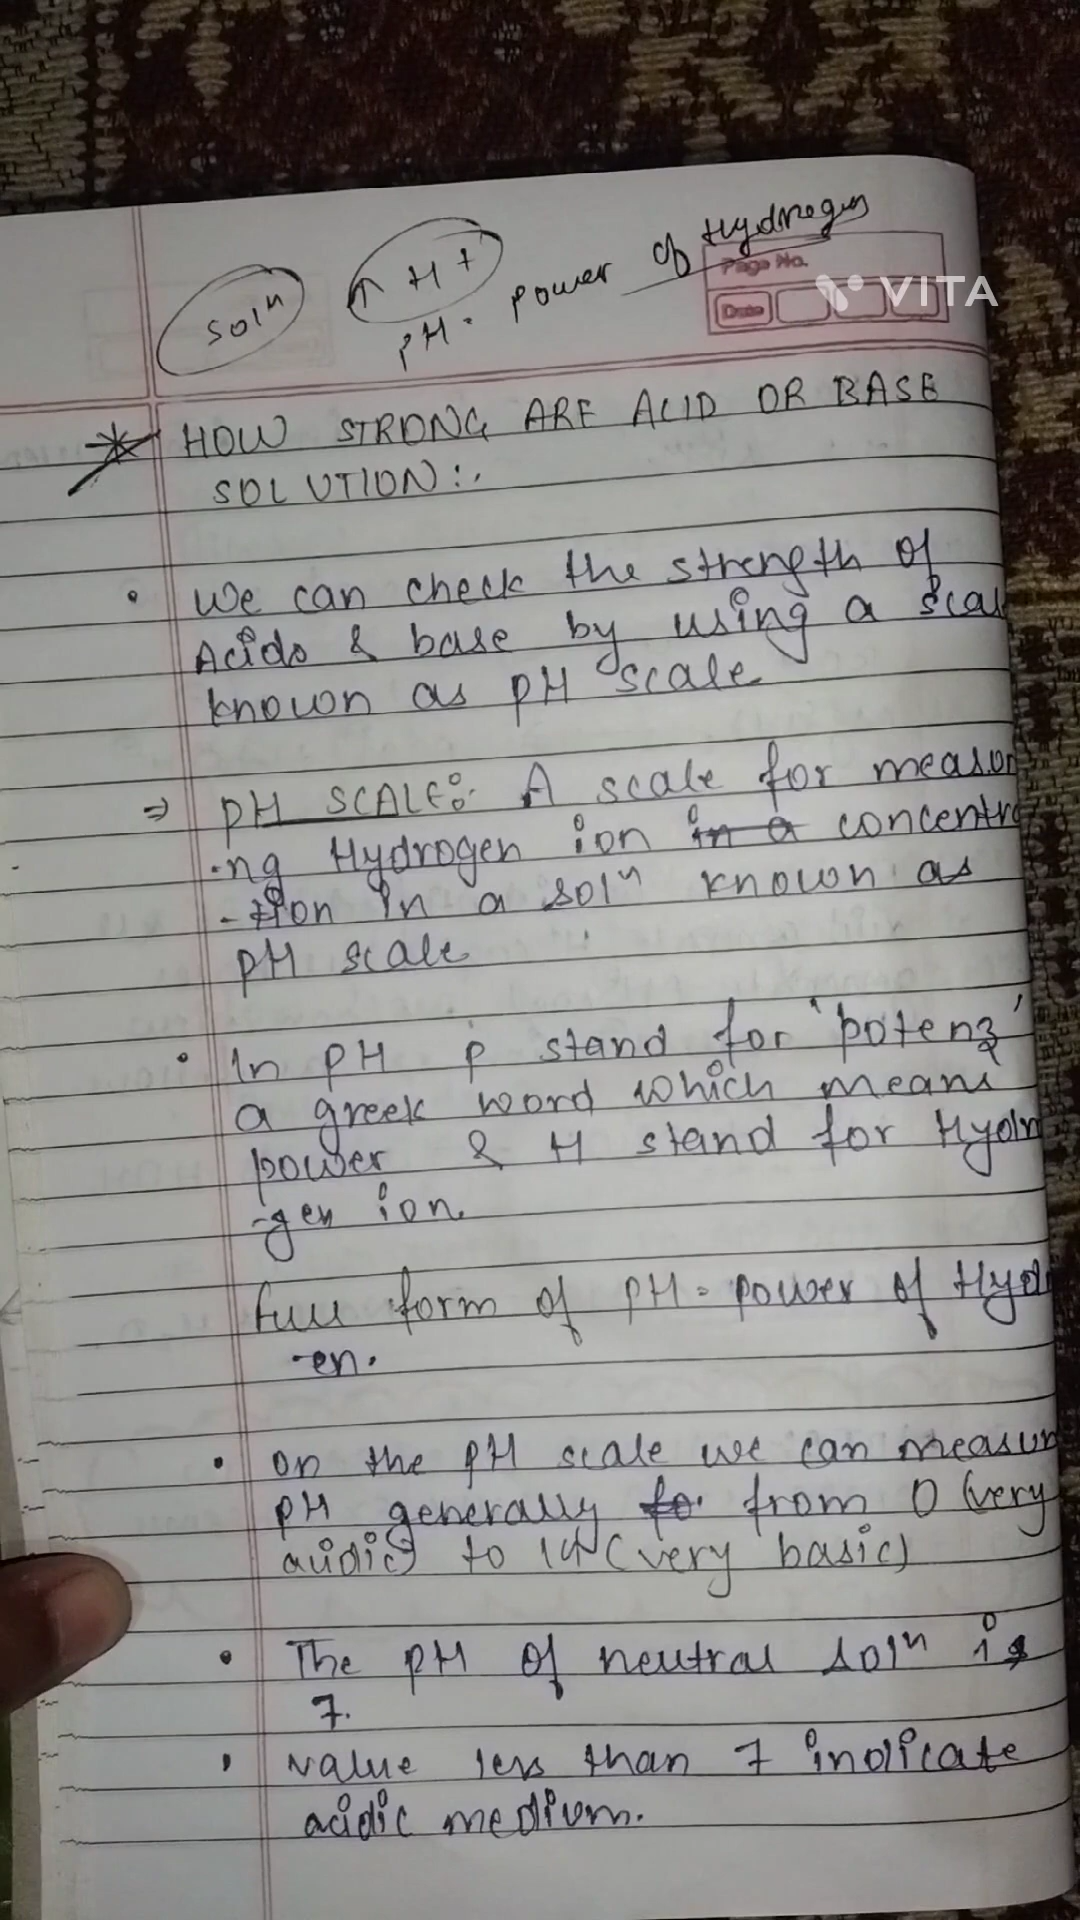 solⁿ
↑ H+
pH = power of Hydrogen
Page No.
Date
VITA
HOW STRONG ARE ACID OR BASE
SOLUTION:.
• We can check the strength of
Acids & base by using a scal
known as pH scale
⇒ pH SCALE:. A scale for measur
-ng Hydrogen ion in a concentra
-tion in a solⁿ known as
pH scale
• In pH p stand for 'potenz'
a greek word which means
power & H stand for Hydr
-gen ion.
full form of pH = power of Hydr
-en.
• on the pH scale we can measur
pH generally fo from 0 (very
acidic) to 14 (very basic)
• The pH of neutral solⁿ is
7.
• value less than 7 indicate
acidic medium.